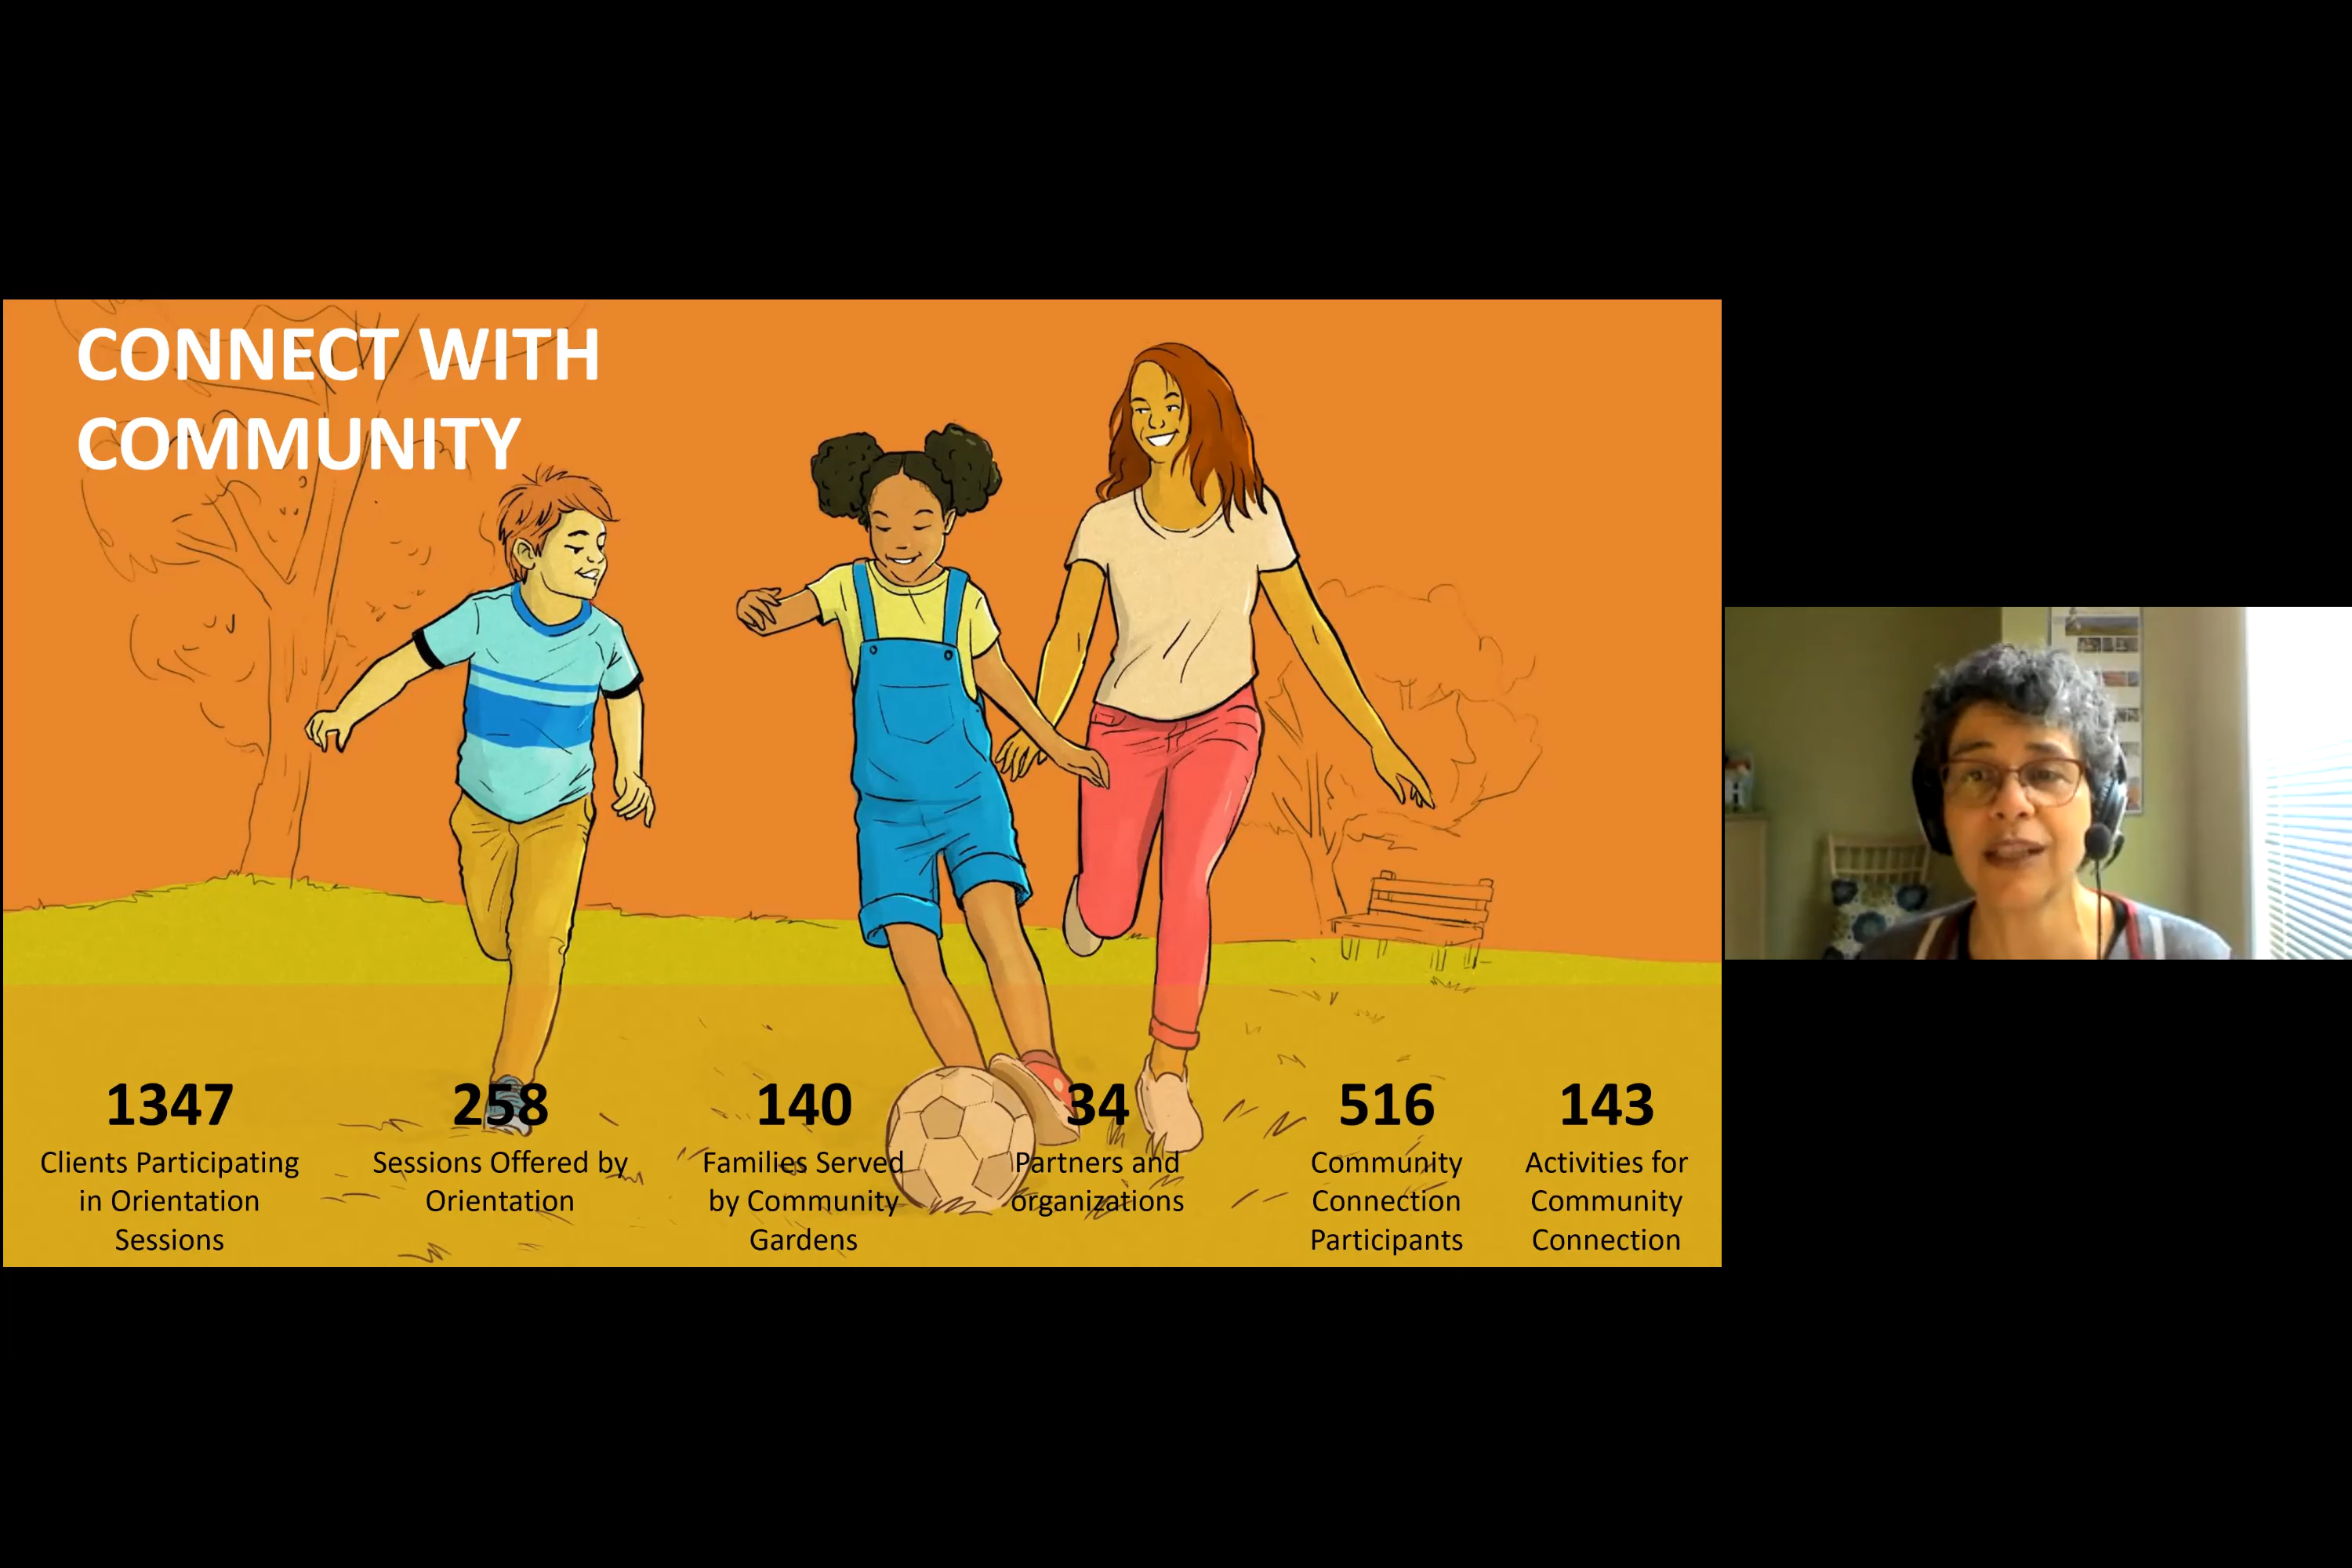 CONNECT WITH
COMMUNITY
1347
Clients Participating
in Orientation
Sessions
258
Sessions Offered by
Orientation
140
Families Served
by Community
Gardens
34
Partners and
organizations
516
Community
Connection
Participants
143
Activities for
Community
Connection